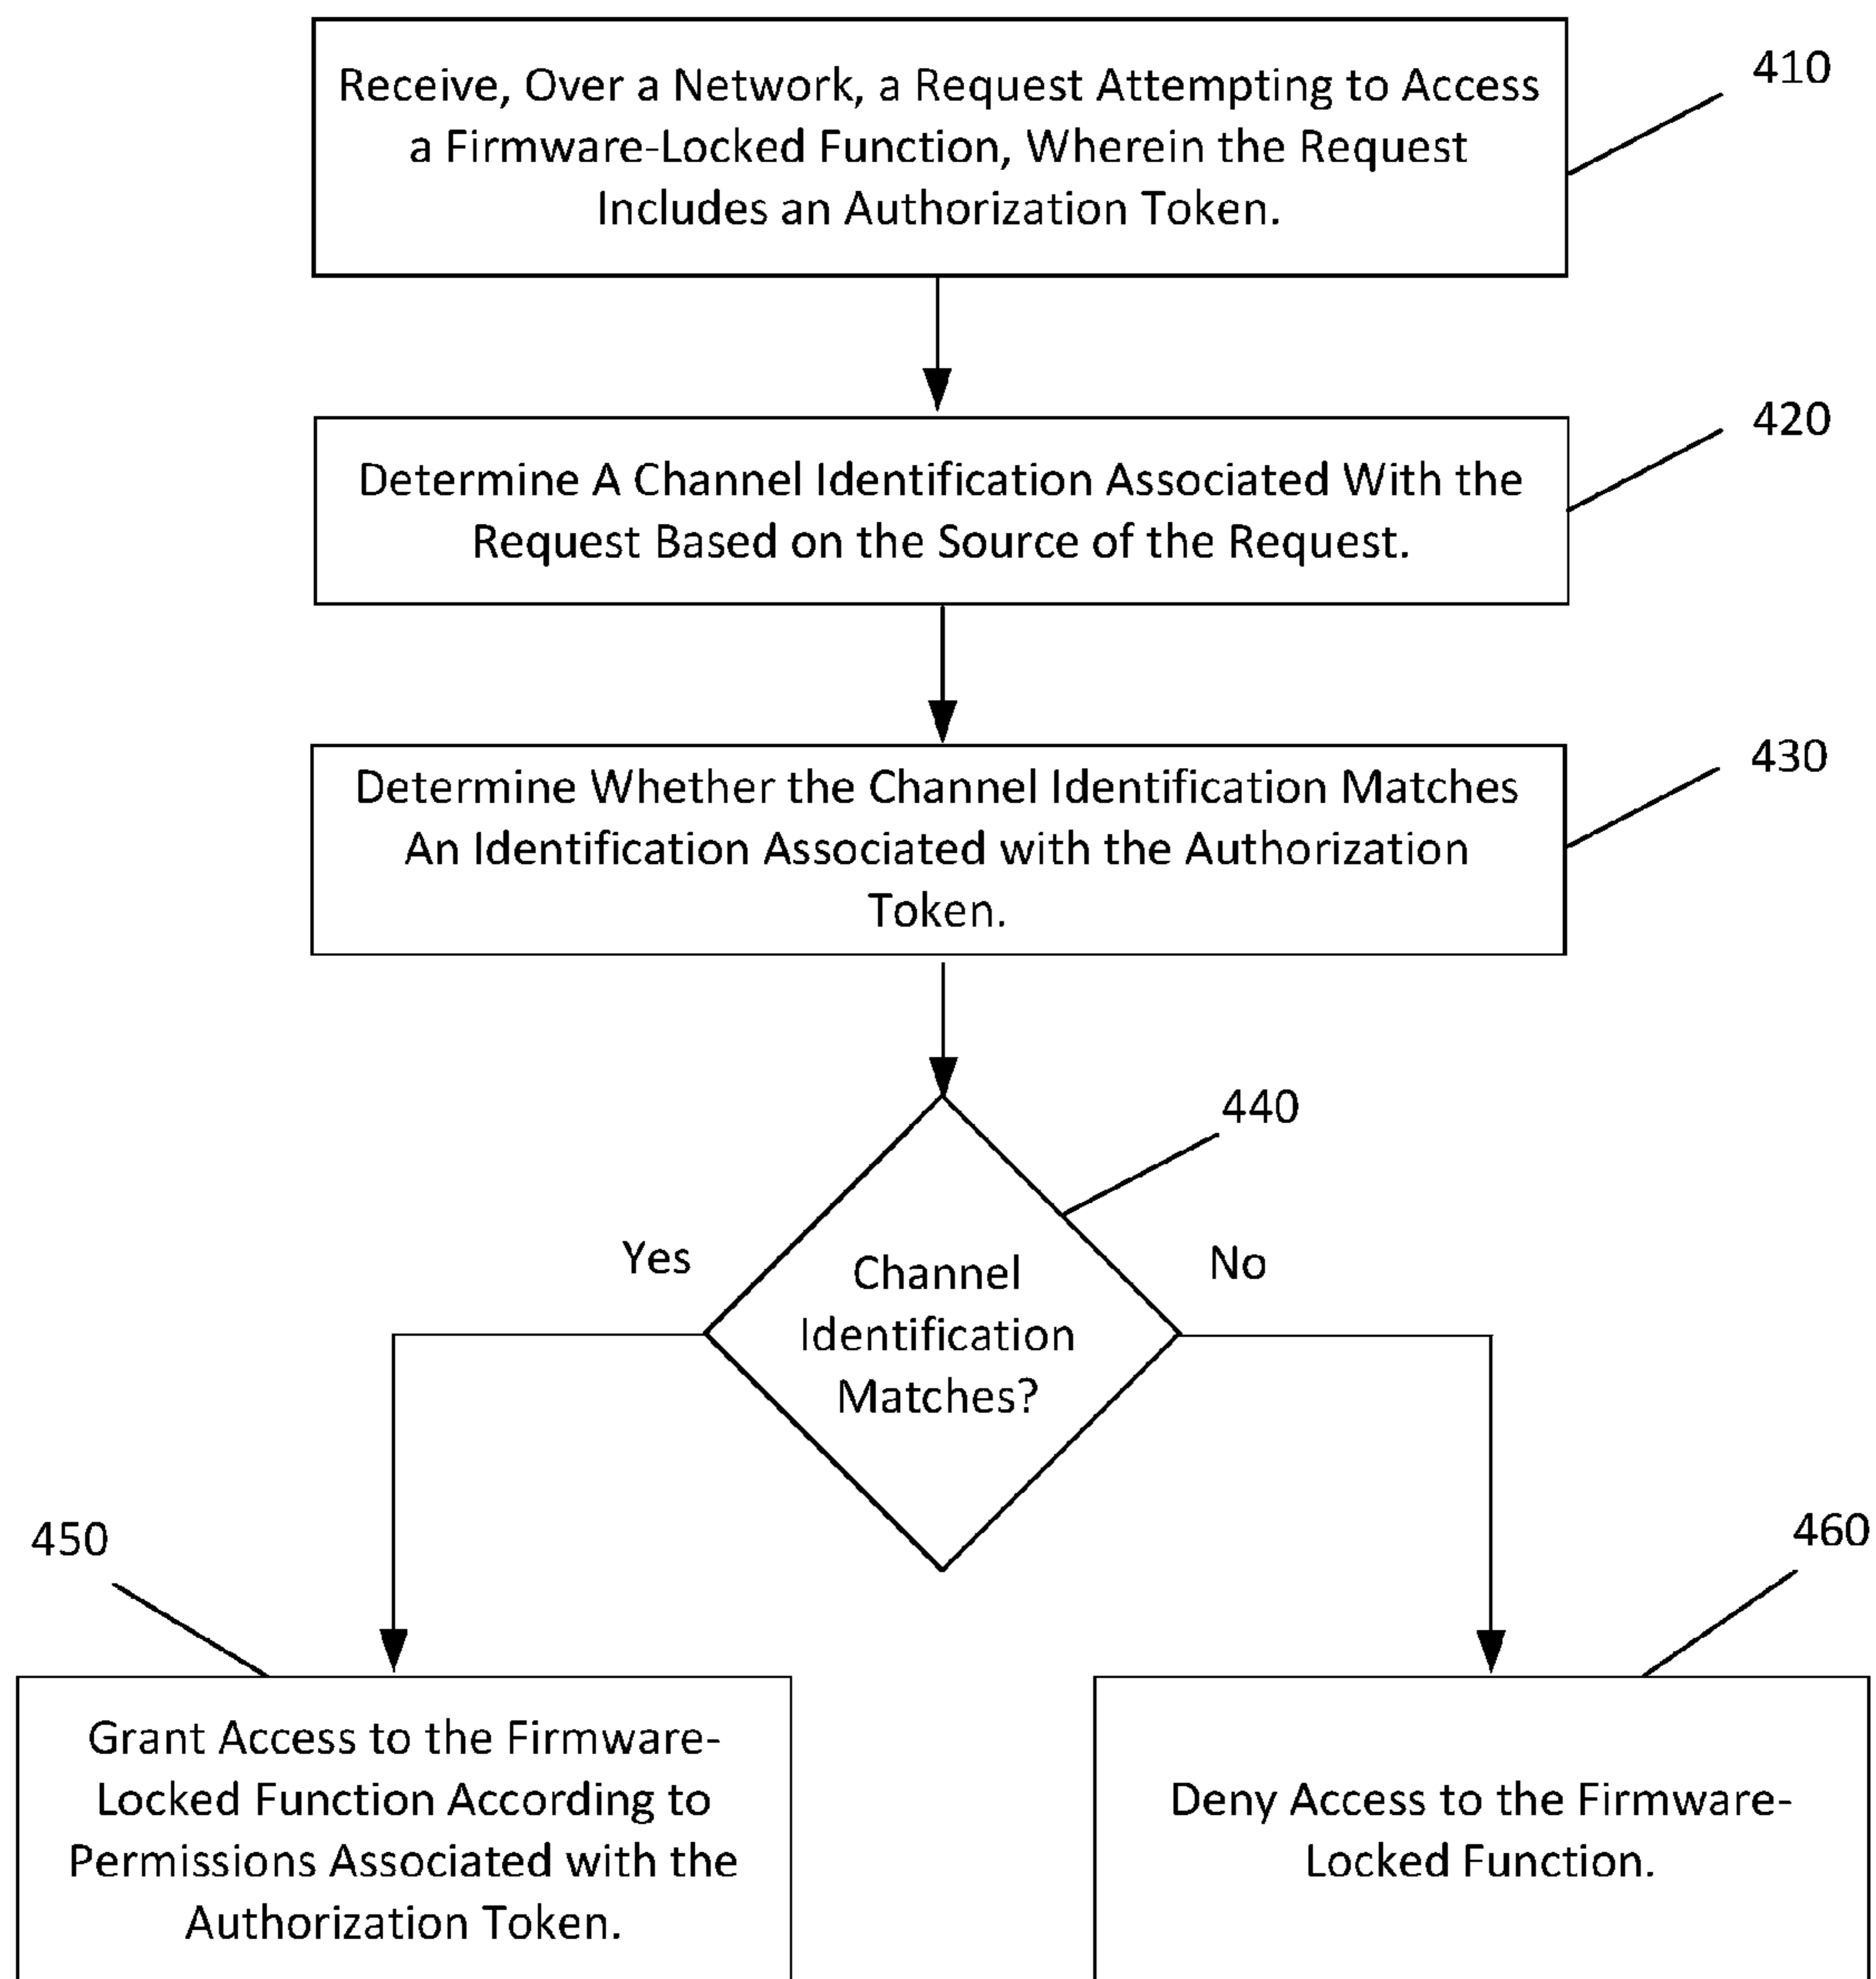 Receive, Over a Network, a Request Attempting to Access
a Firmware-Locked Function, Wherein the Request
Includes an Authorization Token.
410
Determine A Channel Identification Associated With the
Request Based on the Source of the Request.
420
Determine Whether the Channel Identification Matches
An Identification Associated with the Authorization
Token.
430
440
Yes
Channel
Identification
Matches?
No
450
Grant Access to the Firmware-
Locked Function According to
Permissions Associated with the
Authorization Token.
460
Deny Access to the Firmware-
Locked Function.